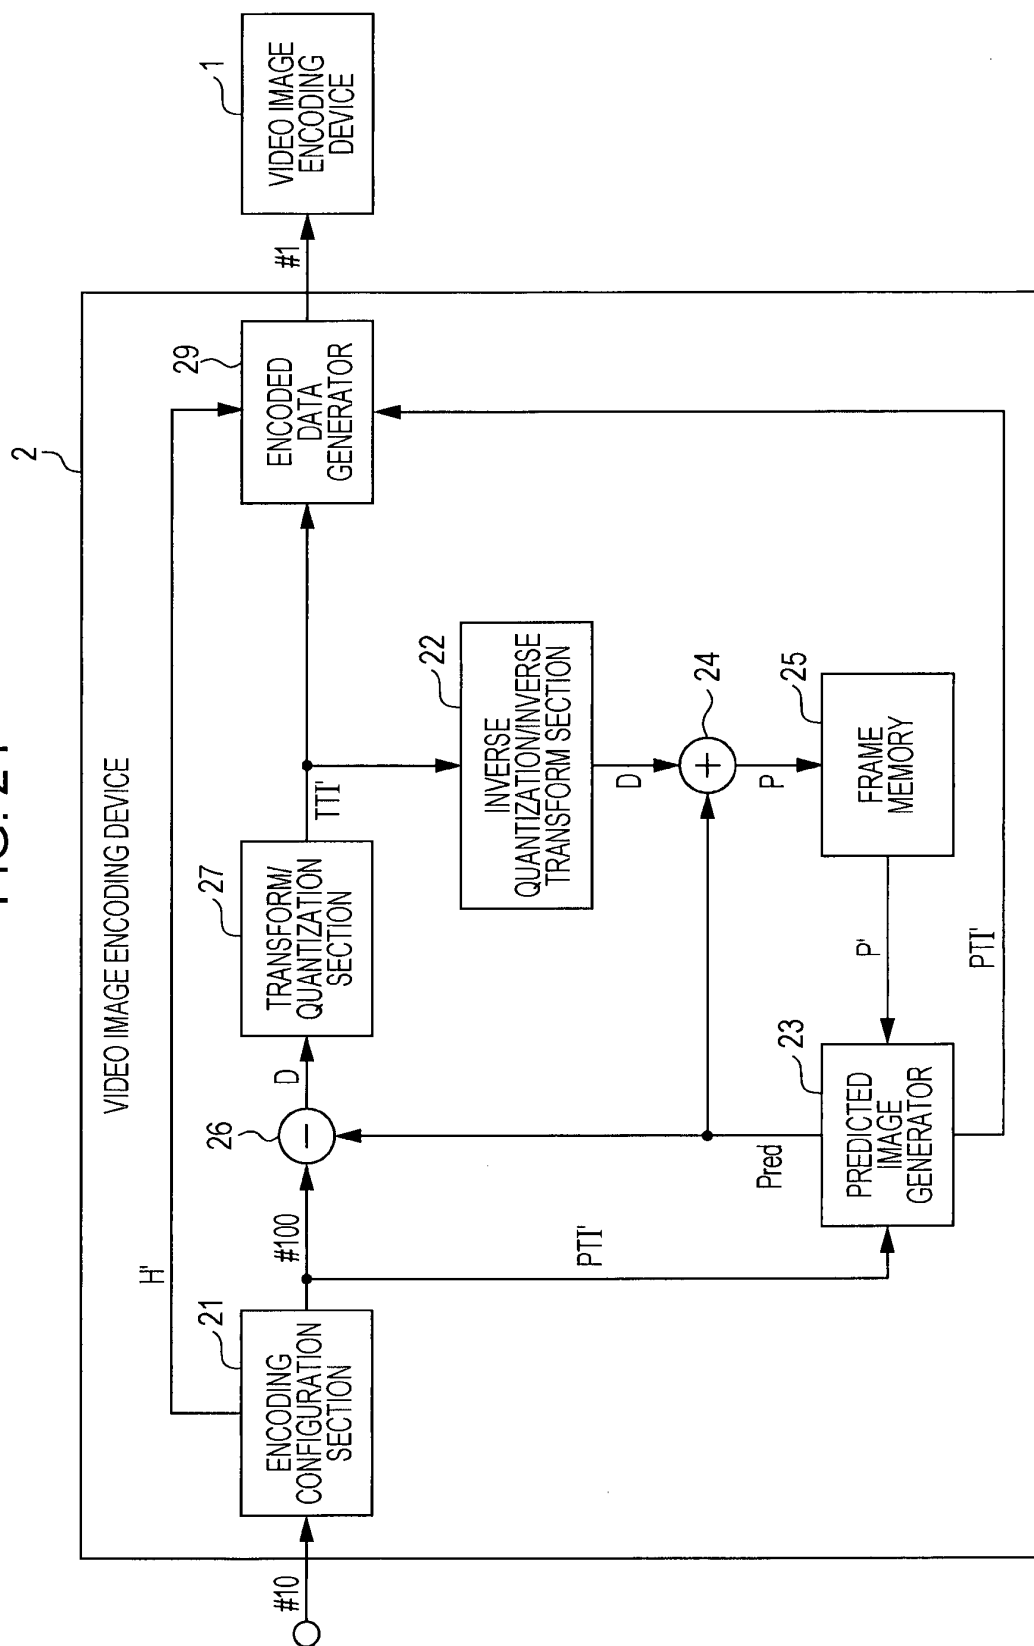 2
VIDEO IMAGE ENCODING DEVICE
H"
#10
21
ENCODING
CONFIGURATION
SECTION
#100
26
−
D
27
TRANSFORM/
QUANTIZATION
SECTION
TTI'
29
ENCODED
DATA
GENERATOR
#1
1
VIDEO IMAGE
ENCODING
DEVICE
22
INVERSE
QUANTIZATION/INVERSE
TRANSFORM SECTION
D
24
+
P
25
FRAME
MEMORY
P'
23
PREDICTED
IMAGE
GENERATOR
Pred
PTI'
PTI'